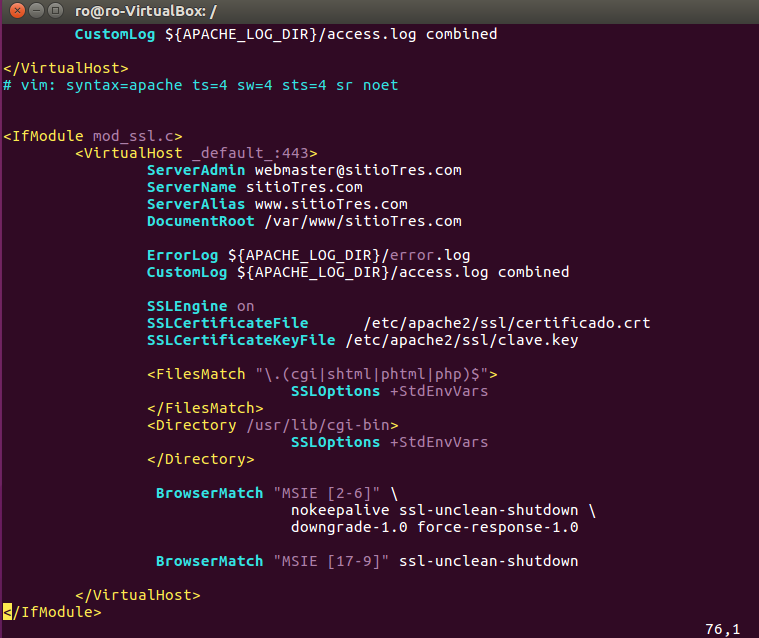 ro@ro-VirtualBox: /
CustomLog ${APACHE_LOG_DIR}/access.log combined
</VirtualHost>
# vim: syntax=apache ts=4 sw=4 sts=4 sr noet
<IfModule mod_ssl.c>
<VirtualHost _default_:443>
ServerAdmin webmaster@sitioTres.com
ServerName sitioTres.com
ServerAlias www.sitioTres.com
DocumentRoot /var/www/sitioTres.com
ErrorLog ${APACHE_LOG_DIR}/error.log
CustomLog ${APACHE_LOG_DIR}/access.log combined
SSLEngine on
SSLCertificateFile /etc/apache2/ssl/certificado.crt
SSLCertificateKeyFile /etc/apache2/ssl/clave.key
<FilesMatch "\.(cgi|shtml|phtml|php)$">
SSLOptions +StdEnvVars
</FilesMatch>
<Directory /usr/lib/cgi-bin>
SSLOptions +StdEnvVars
</Directory>
BrowserMatch "MSIE [2-6]" \
nokeepalive ssl-unclean-shutdown \
downgrade-1.0 force-response-1.0
BrowserMatch "MSIE [17-9]" ssl-unclean-shutdown
</VirtualHost>
</IfModule>
76,1